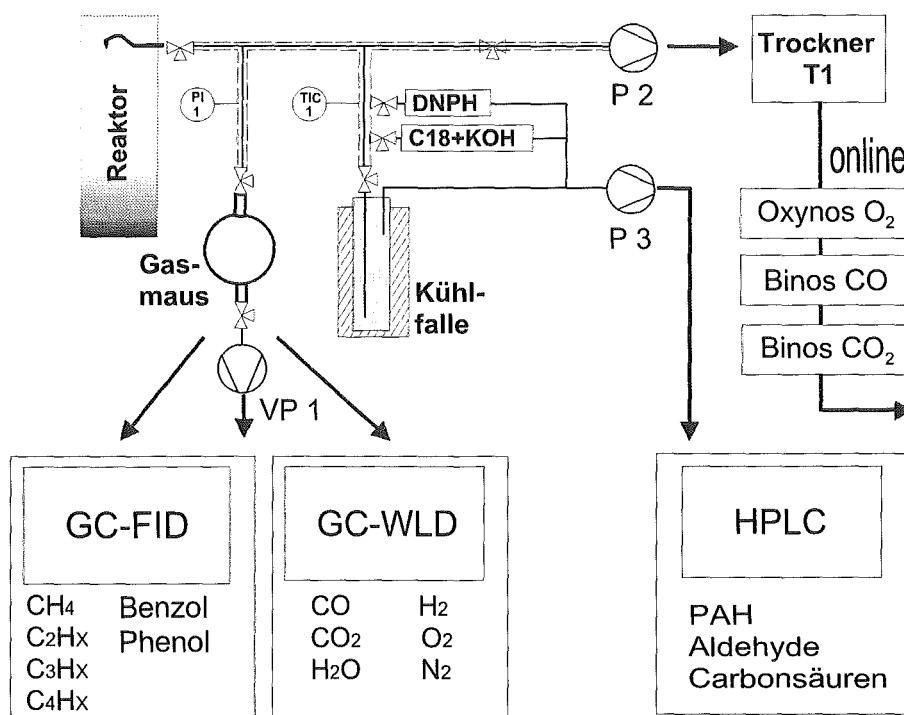 Reaktor
PI
1
TIC
1
DNPH
C18+KOH
P 2
Trockner
T1
online
Oxynos O₂
Binos CO
Binos CO₂
P 3
Gas-
maus
Kühl-
falle
VP 1
GC-FID
CH₄ Benzol
C₂Hx Phenol
C₃Hx
C₄Hx
GC-WLD
CO H₂
CO₂ O₂
H₂O N₂
HPLC
PAH
Aldehyde
Carbonsäuren